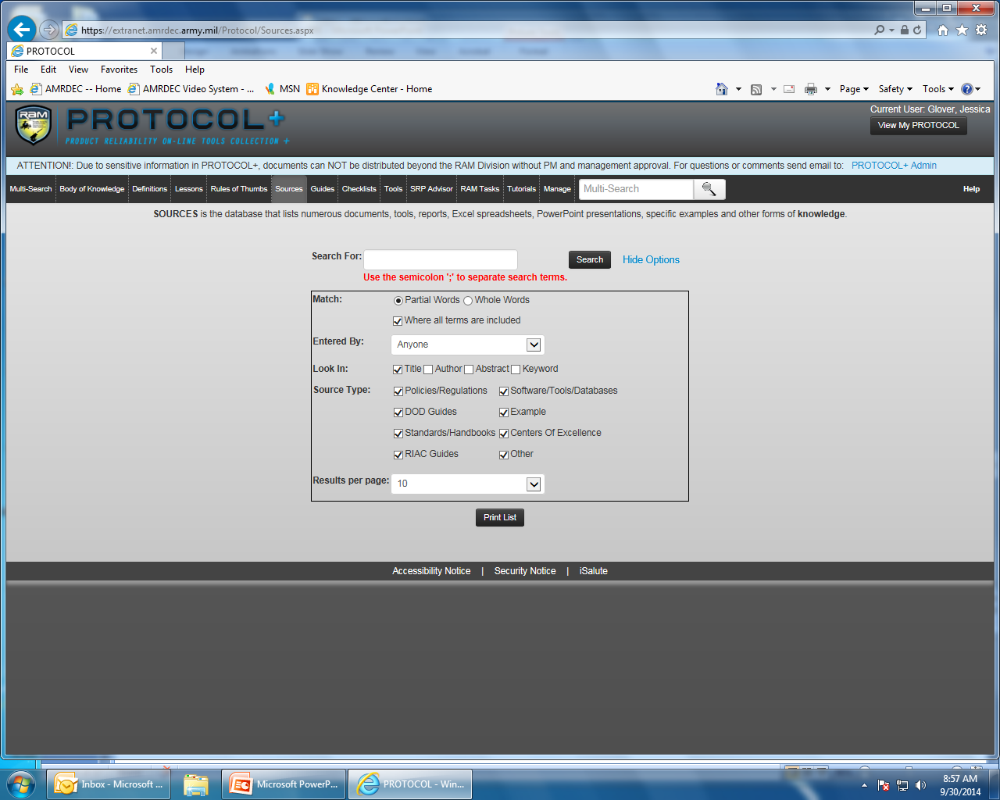 https://extranet.amrdec.army.mil/Protocol/Sources.aspx
PROTOCOL
File Edit View Favorites Tools Help
AMRDEC -- Home AMRDEC Video System - ... MSN Knowledge Center - Home Page Safety Tools
RAM PROTOCOL+
PRODUCT RELIABILITY ON-LINE TOOLS COLLECTION +
Current User: Glover, Jessica
View My PROTOCOL
ATTENTION!: Due to sensitive information in PROTOCOL+, documents can NOT be distributed beyond the RAM Division without PM and management approval. For questions or comments send email to: PROTOCOL+ Admin
Multi-Search Body of Knowledge Definitions Lessons Rules of Thumbs Sources Guides Checklists Tools SRP Advisor RAM Tasks Tutorials Manage Multi-Search Help
SOURCES is the database that lists numerous documents, tools, reports, Excel spreadsheets, PowerPoint presentations, specific examples and other forms of knowledge.
Search For: Search Hide Options
Use the semicolon ';' to separate search terms.
Match: Partial Words Whole Words
Where all terms are included
Entered By: Anyone
Look In: Title Author Abstract Keyword
Source Type: Policies/Regulations Software/Tools/Databases
DOD Guides Example
Standards/Handbooks Centers Of Excellence
RIAC Guides Other
Results per page: 10
Print List
Accessibility Notice | Security Notice | iSalute
Inbox - Microsoft ... Microsoft PowerP... PROTOCOL - Win...
8:57 AM
9/30/2014